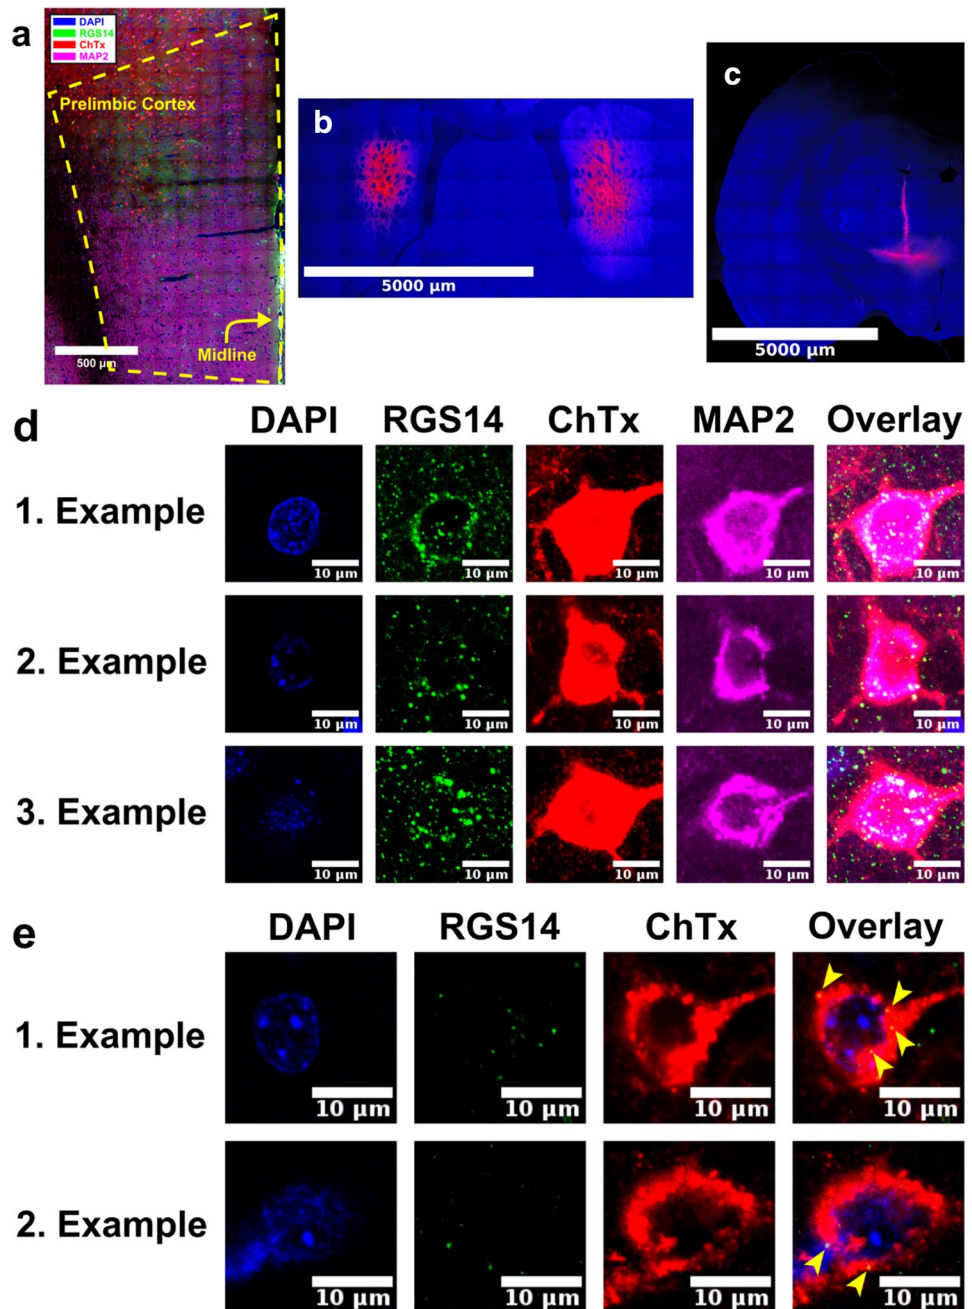 a
DAPI
RGS14
ChTx
MAP2
Prelimbic Cortex
Midline
500 µm
b
5000 µm
c
5000 µm
d
DAPI RGS14 ChTx MAP2 Overlay
1. Example
10 µm 10 µm 10 µm 10 µm 10 µm
2. Example
10 µm 10 µm 10 µm 10 µm 10 µm
3. Example
10 µm 10 µm 10 µm 10 µm 10 µm
e
DAPI RGS14 ChTx Overlay
1. Example
10 µm 10 µm 10 µm 10 µm
2. Example
10 µm 10 µm 10 µm 10 µm